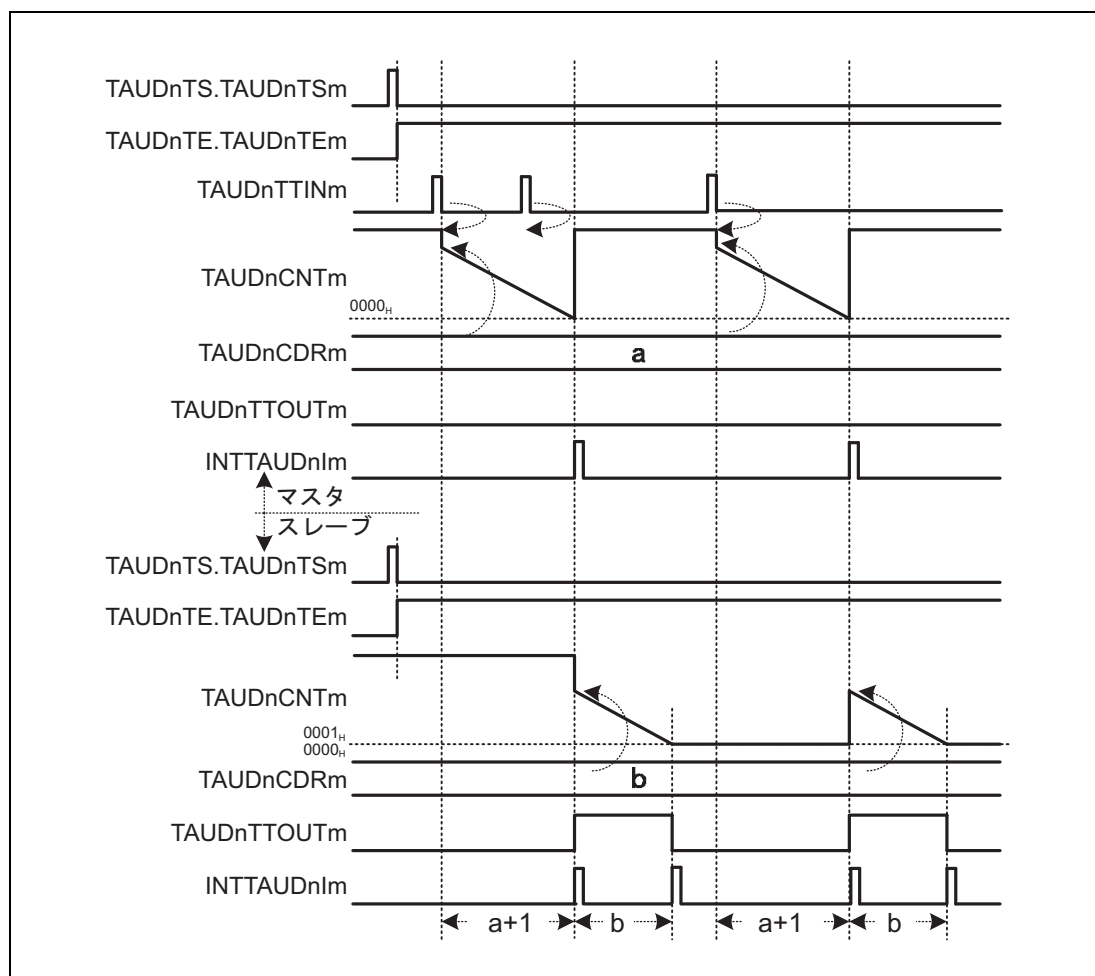 TAUDnTS.TAUDnTSm
TAUDnTE.TAUDnTEm
TAUDnTTINm
TAUDnCNTm
0000H
TAUDnCDRm
a
TAUDnTTOUTm
INTTAUDnIm
マスタ
スレーブ
TAUDnTS.TAUDnTSm
TAUDnTE.TAUDnTEm
TAUDnCNTm
0001H
0000H
TAUDnCDRm
b
TAUDnTTOUTm
INTTAUDnIm
a+1 b a+1 b